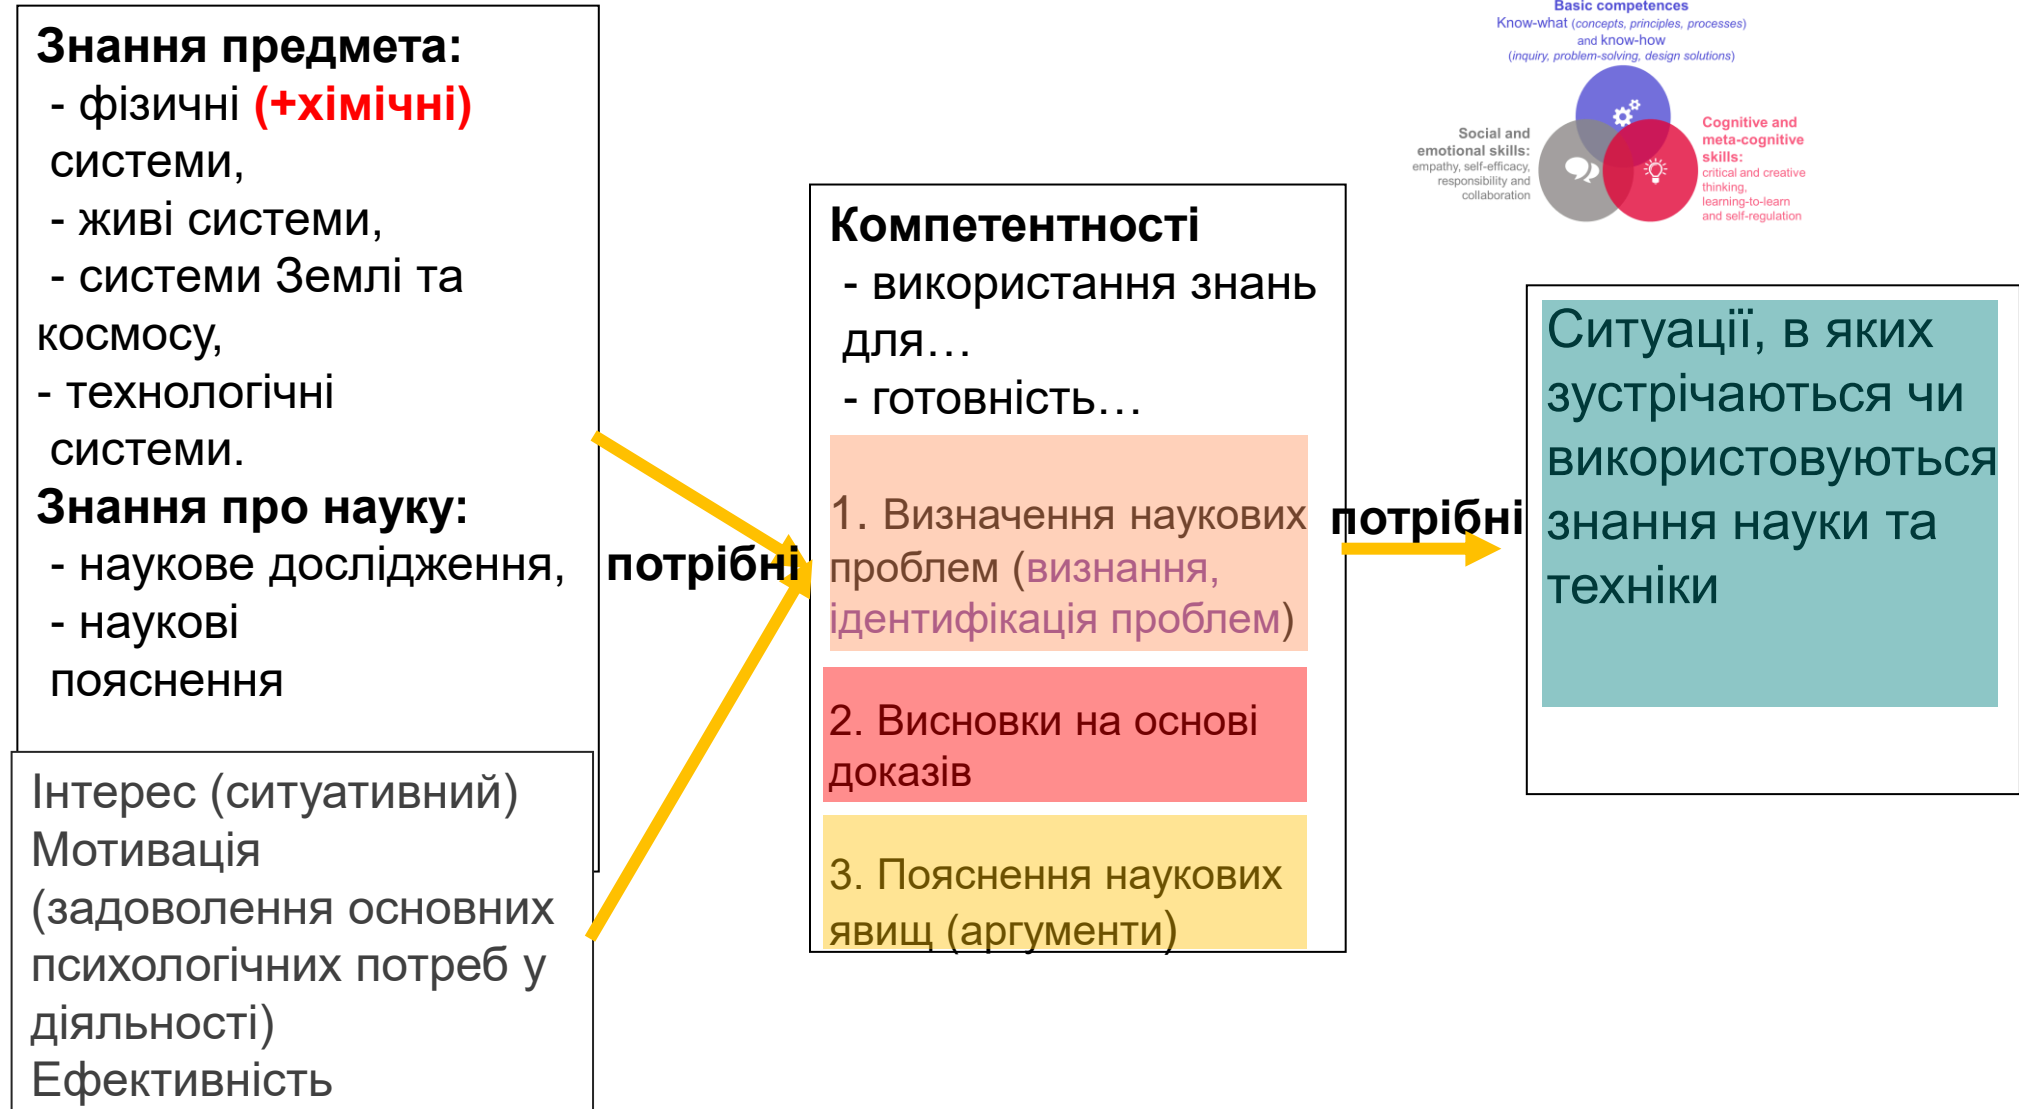 Знання предмета:
- фізичні (+хімічні)
системи,
- живі системи,
- системи Землі та
космосу,
- технологічні
системи.
Знання про науку:
- наукове дослідження,
- наукові
пояснення
Інтерес (ситуативний)
Мотивація
(задоволення основних
психологічних потреб у
діяльності)
Ефективність
потрібні
Компетентності
- використання знань
для…
- готовність…
1. Визначення наукових
проблем (визнання,
ідентифікація проблем)
2. Висновки на основі
доказів
3. Пояснення наукових
явищ (аргументи)
потрібні
Basic competences
Know-what (concepts, principles, processes)
and know-how
(inquiry, problem-solving, design solutions)
Social and
emotional skills:
empathy, self-efficacy,
responsibility and
collaboration
Cognitive and
meta-cognitive
skills:
critical and creative
thinking,
learning-to-learn
and self-regulation
Ситуації, в яких
зустрічаються чи
використовуються
знання науки та
техніки